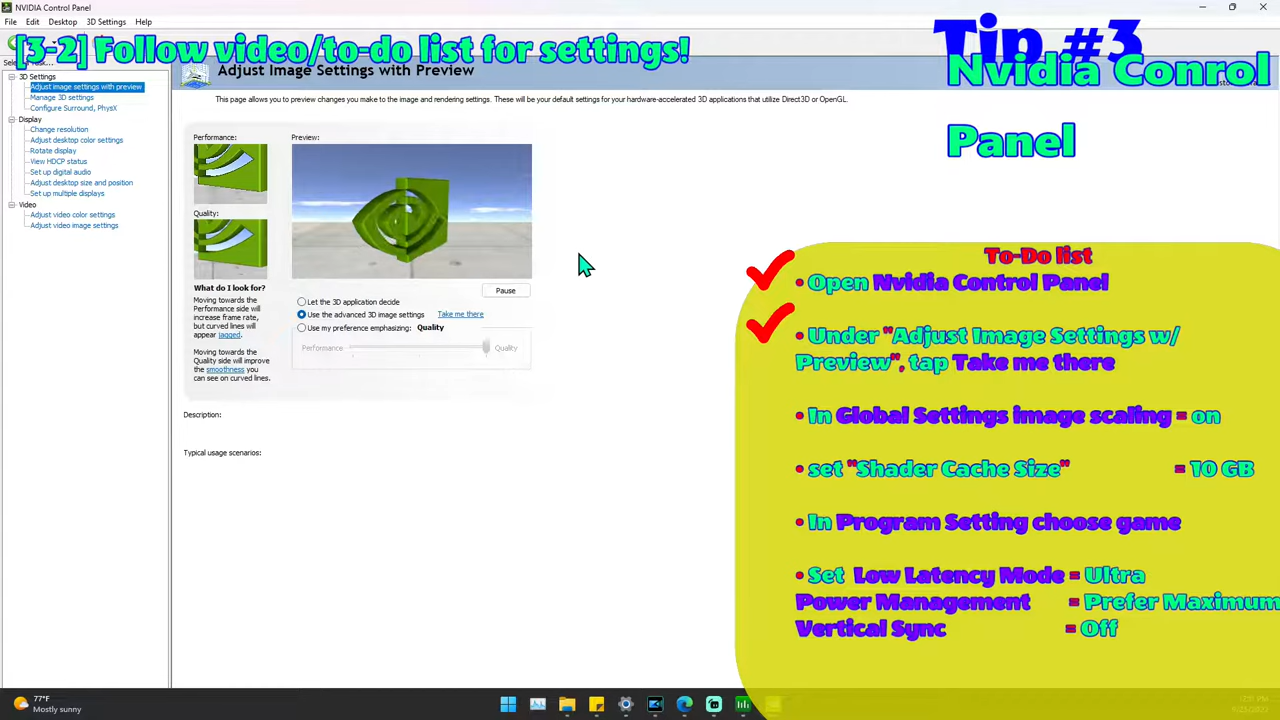 NVIDIA Control Panel
File Edit Desktop 3D Settings Help
[3-2] Follow video/to-do list for settings!
Tip #3
Nvidia Conrol
Panel
3D Settings
Adjust image settings with preview
Manage 3D settings
Configure Surround, PhysX
Display
Change resolution
Adjust desktop color settings
Rotate display
View HDCP status
Set up digital audio
Adjust desktop size and position
Set up multiple displays
Video
Adjust video color settings
Adjust video image settings
Adjust Image Settings with Preview
This page allows you to preview changes you make to the image and rendering settings. These will be your default settings for your hardware-accelerated 3D applications that utilize Direct3D or OpenGL.
Performance:
Preview:
Quality:
What do I look for?
Moving towards the
Performance side will
increase frame rate,
but curved lines will
appear jagged.
Moving towards the
Quality side will improve
the smoothness you
can see on curved lines.
Pause
Let the 3D application decide
Use the advanced 3D image settings Take me there
Use my preference emphasizing: Quality
Performance: Quality
Description:
Typical usage scenarios:
To-Do list
• Open Nvidia Control Panel
• Under "Adjust Image Settings w/
Preview", tap Take me there
• In Global Settings image scaling = on
• set "Shader Cache Size" = 10 GB
• In Program Setting choose game
• Set Low Latency Mode = Ultra
Power Management = Prefer Maximum
Vertical Sync = Off
77°F
Mostly sunny